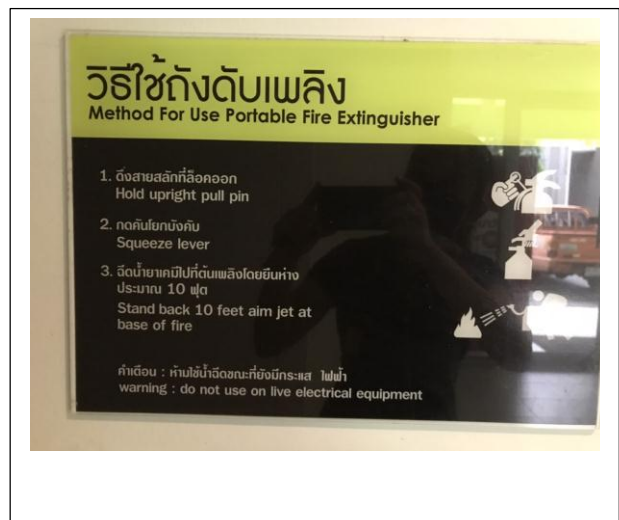 วิธีใช้ถังดับเพลิง
Method For Use Portable Fire Extinguisher
1. ดึงสายสลักที่ล็อคออก
Hold upright pull pin
2. กดคันโยกบังคับ
Squeeze lever
3. ฉีดน้ำยาเคมีไปที่ต้นเพลิงโดยยืนห่าง
ประมาณ 10 ฟุต
Stand back 10 feet aim jet at
base of fire
คำเตือน : ห้ามใช้น้ำฉีดขณะที่ยังมีกระแส ไฟฟ้า
warning : do not use on live electrical equipment